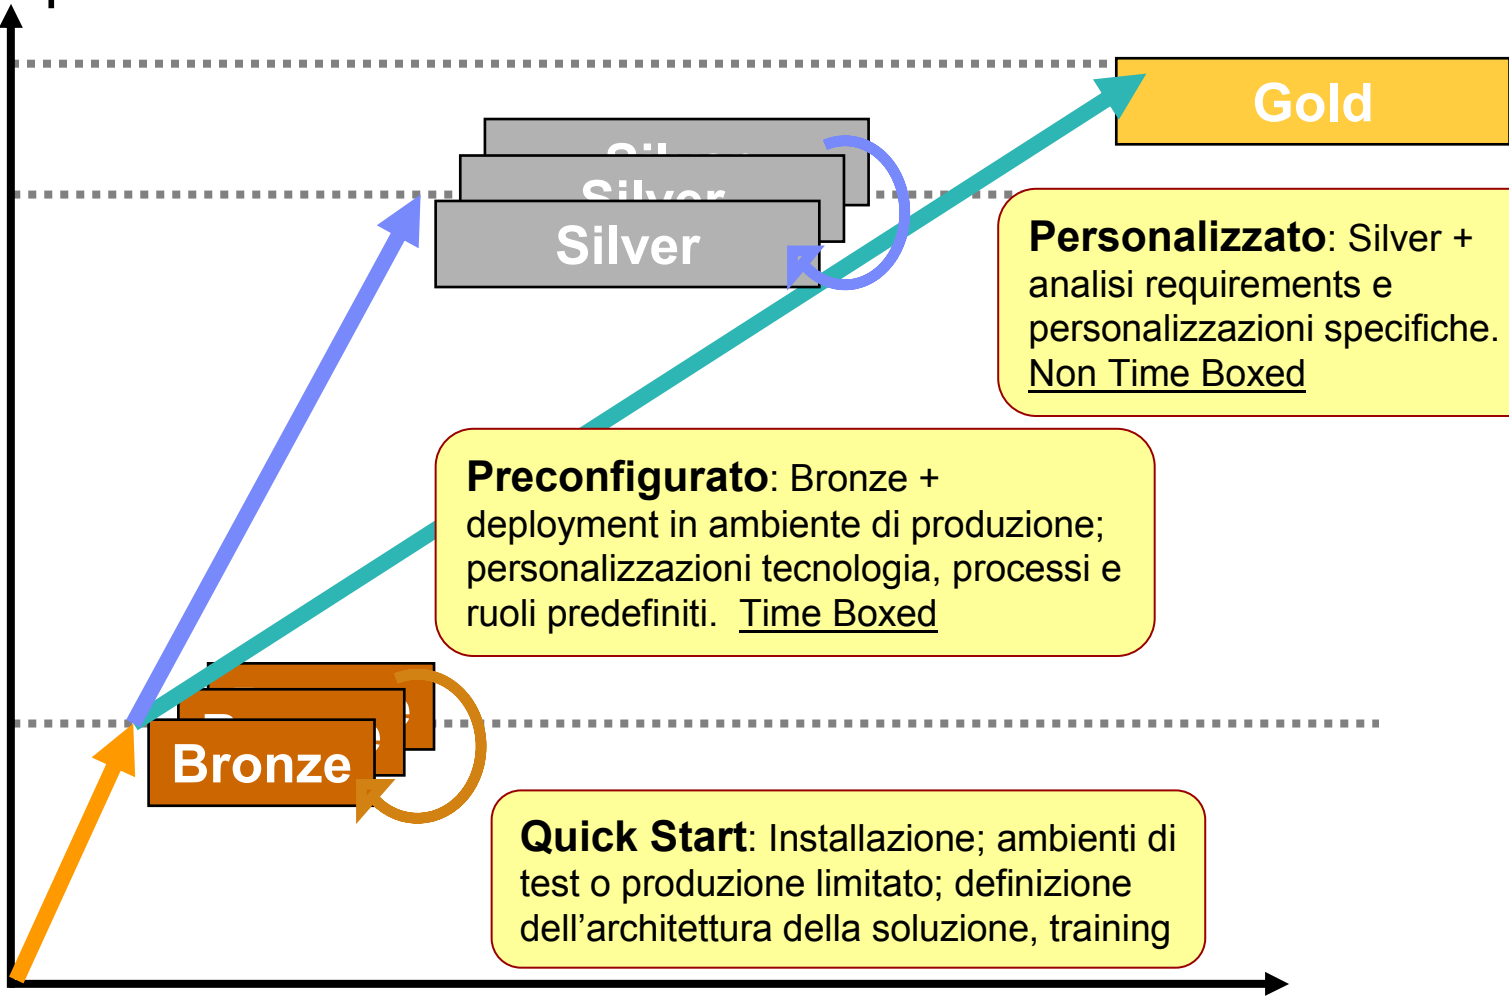 Gold
Silver
Silver
Silver
Personalizzato: Silver +
analisi requirements e
personalizzazioni specifiche.
Non Time Boxed
Preconfigurato: Bronze +
deployment in ambiente di produzione;
personalizzazioni tecnologia, processi e
ruoli predefiniti. Time Boxed
Bronze
Quick Start: Installazione; ambienti di
test o produzione limitato; definizione
dell’architettura della soluzione, training